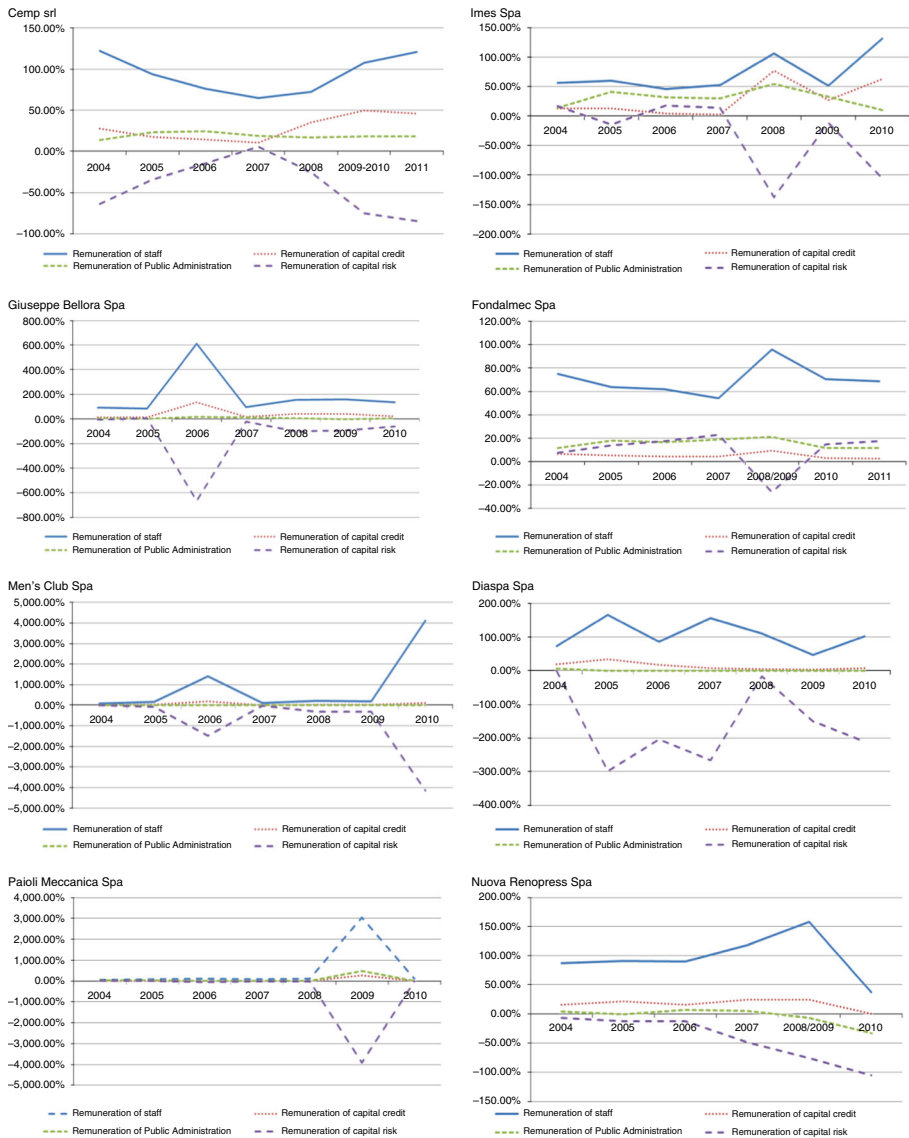 Cemp srl
150.00%
100.00%
50.00%
0.00%
–50.00%
–100.00%
2004 2005 2006 2007 2008 2009-2010 2011
Remuneration of staff Remuneration of capital credit
Remuneration of Public Administration Remuneration of capital risk
Imes Spa
150.00%
100.00%
50.00%
0.00%
–50.00%
–100.00%
–150.00%
–200.00%
2004 2005 2006 2007 2008 2009 2010
Remuneration of staff Remuneration of capital credit
Remuneration of Public Administration Remuneration of capital risk
Giuseppe Bellora Spa
800.00%
600.00%
400.00%
200.00%
0.00%
–200.00%
–400.00%
–600.00%
–800.00%
2004 2005 2006 2007 2008 2009 2010
Remuneration of staff Remuneration of capital credit
Remuneration of Public Administration Remuneration of capital risk
Fondalmec Spa
120.00%
100.00%
80.00%
60.00%
40.00%
20.00%
0.00%
–20.00%
–40.00%
2004 2005 2006 2007 2008/2009 2010 2011
Remuneration of staff Remuneration of capital credit
Remuneration of Public Administration Remuneration of capital risk
Men's Club Spa
5,000.00%
4,000.00%
3,000.00%
2,000.00%
1,000.00%
0.00%
–1,000.00%
–2,000.00%
–3,000.00%
–4,000.00%
–5,000.00%
2004 2005 2006 2007 2008 2009 2010
Remuneration of staff Remuneration of capital credit
Remuneration of Public Administration Remuneration of capital risk
Diaspa Spa
200.00%
100.00%
0.00%
–100.00%
–200.00%
–300.00%
–400.00%
2004 2005 2006 2007 2008 2009 2010
Remuneration of staff Remuneration of capital credit
Remuneration of Public Administration Remuneration of capital risk
Paioli Meccanica Spa
4,000.00%
3,000.00%
2,000.00%
1,000.00%
0.00%
–1,000.00%
–2,000.00%
–3,000.00%
–4,000.00%
–5,000.00%
2004 2005 2006 2007 2008 2009 2010
Remuneration of staff Remuneration of capital credit
Remuneration of Public Administration Remuneration of capital risk
Nuova Renopress Spa
200.00%
150.00%
100.00%
50.00%
0.00%
–50.00%
–100.00%
–150.00%
2004 2005 2006 2007 2008/2009 2010
Remuneration of staff Remuneration of capital credit
Remuneration of Public Administration Remuneration of capital risk